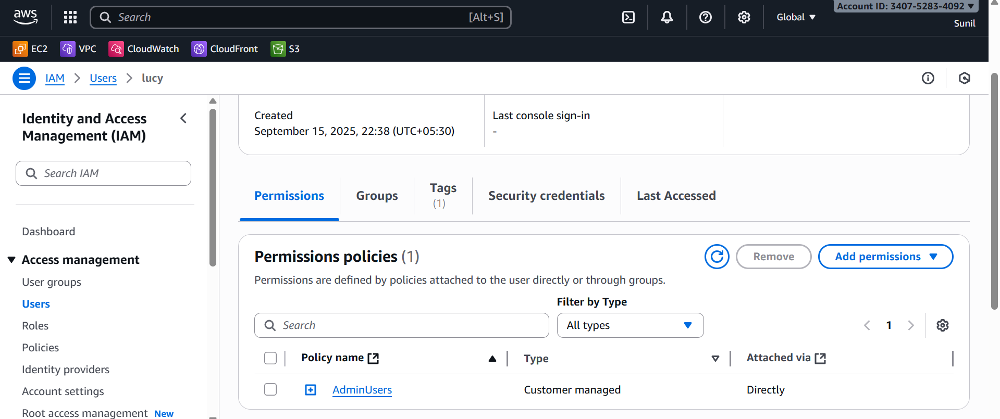 aws
Search
[Alt+S]
Global
Account ID: 3407-5283-4092
Sunil
EC2
VPC
CloudWatch
CloudFront
S3
IAM
Users
lucy
Identity and Access
Management (IAM)
Search IAM
Dashboard
Access management
User groups
Users
Roles
Policies
Identity providers
Account settings
Root access management New
Created
September 15, 2025, 22:38 (UTC+05:30)
Last console sign-in
-
Permissions
Groups
Tags
(1)
Security credentials
Last Accessed
Permissions policies (1)
Remove
Add permissions
Permissions are defined by policies attached to the user directly or through groups.
Filter by Type
Search
All types
1
Policy name
Type
Attached via
AdminUsers
Customer managed
Directly